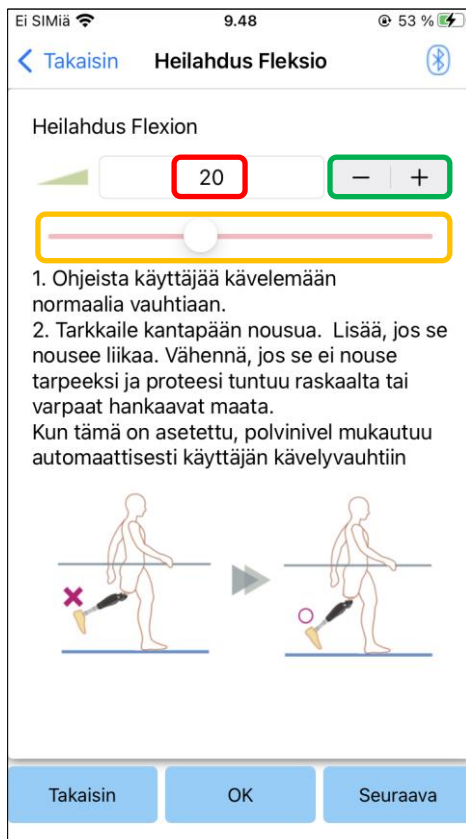 Ei SIMiä 9.48 53 %
Takaisin Heilahdus Fleksio
Heilahdus Flexion
20 − +
1. Ohjeista käyttäjää kävelemään
normaalia vauhtiaan.
2. Tarkkaile kantapään nousua. Lisää, jos se
nousee liikaa. Vähennä, jos se ei nouse
tarpeeksi ja proteesi tuntuu raskaalta tai
varpaat hankaavat maata.
Kun tämä on asetettu, polvinivel mukautuu
automaattisesti käyttäjän kävelyvauhtiin
Takaisin OK Seuraava